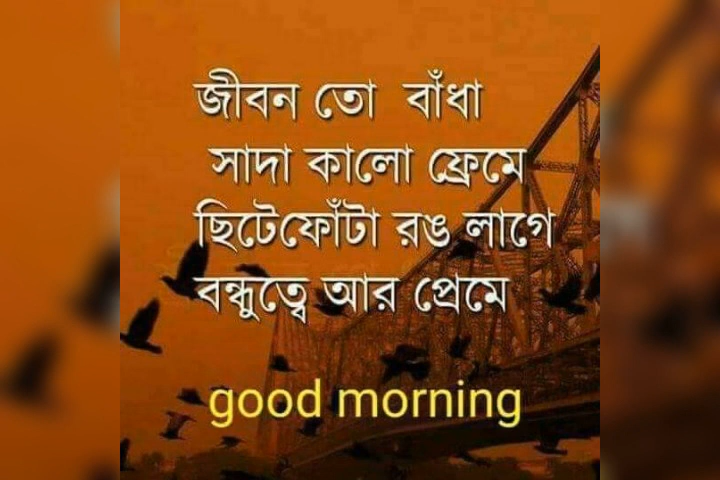 জীবন তো বাঁধা
সাদা কালো ফ্রেমে
ছিটেফোঁটা রঙ লাগে
বন্ধুত্বে আর প্রেমে
good morning